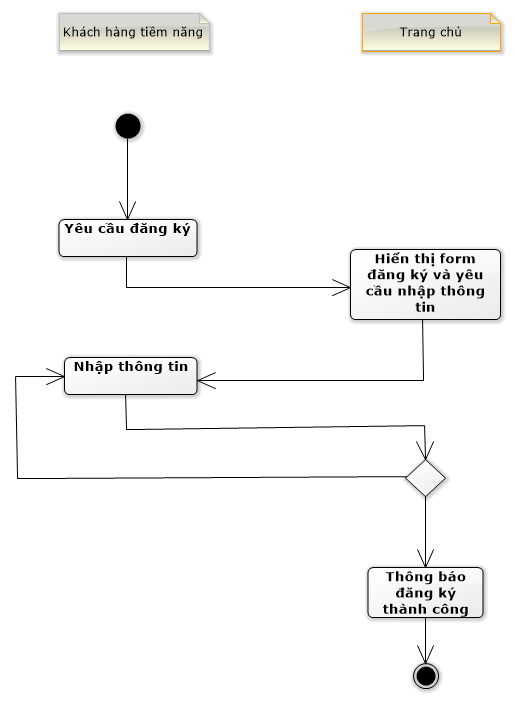 Khách hàng tiềm năng
Trang chủ
Yêu cầu đăng ký
Hiển thị form
đăng ký và yêu
cầu nhập thông
tin
Nhập thông tin
Thông báo
đăng ký
thành công